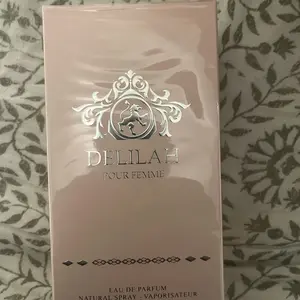 DELILAH
POUR FEMME
EAU DE PARFUM
NATURAL SPRAY - VAPORISATEUR